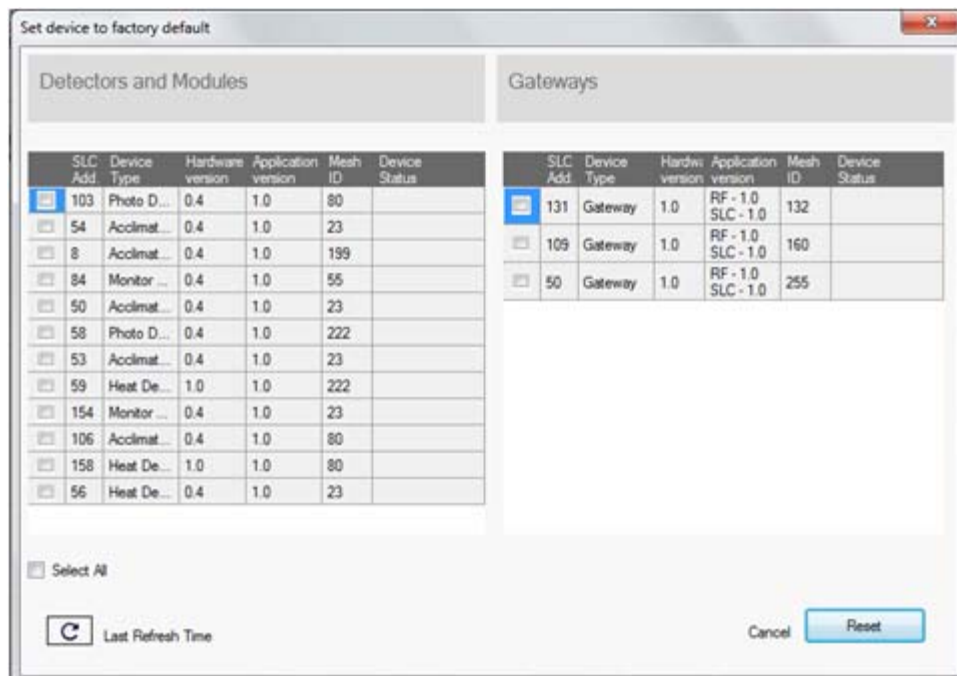 Set device to factory default
Detectors and Modules
SLC Add Device Type Hardware version Application version Mesh ID Device Status
103 Photo D... 0.4 1.0 80
54 Acclimat... 0.4 1.0 23
8 Acclimat... 0.4 1.0 199
84 Monitor ... 0.4 1.0 55
50 Acclimat... 0.4 1.0 23
58 Photo D... 0.4 1.0 222
53 Acclimat... 0.4 1.0 23
59 Heat De... 1.0 1.0 222
154 Monitor ... 0.4 1.0 23
106 Acclimat... 0.4 1.0 80
158 Heat De... 1.0 1.0 80
56 Heat De... 0.4 1.0 23
Gateways
SLC Add Device Type Hardwa version Application version Mesh ID Device Status
131 Gateway 1.0 RF - 1.0 SLC - 1.0 132
109 Gateway 1.0 RF - 1.0 SLC - 1.0 160
50 Gateway 1.0 RF - 1.0 SLC - 1.0 255
Select All
Last Refresh Time
Cancel
Reset